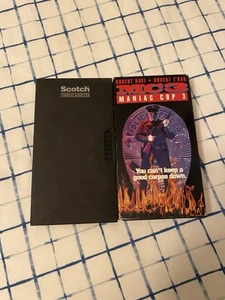 Scotch
ROBERT DAVI • ROBERT Z'DAR
MC3
MANIAC COP 3
You can't keep a
good corpse down.